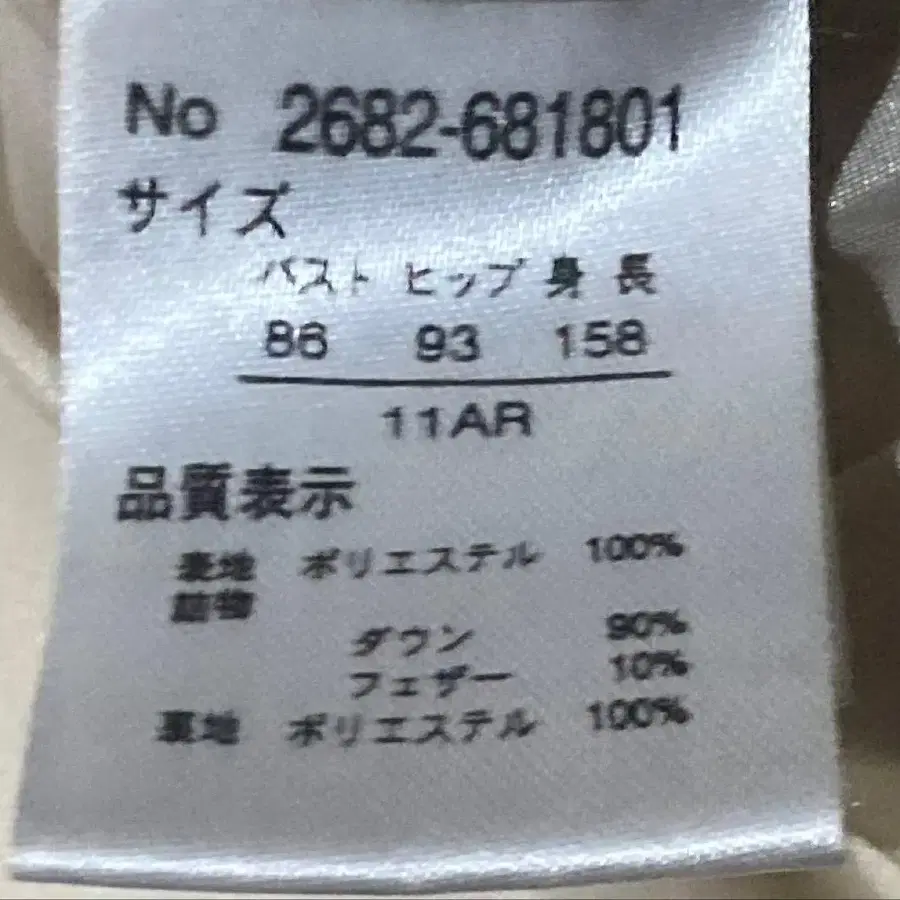 No 2682-681801
サイズ
バスト ヒップ 身長
86 93 158
11AR
品質表示
表地 ポリエステル 100%
詰物
ダウン 90%
フェザー 10%
裏地 ポリエステル 100%